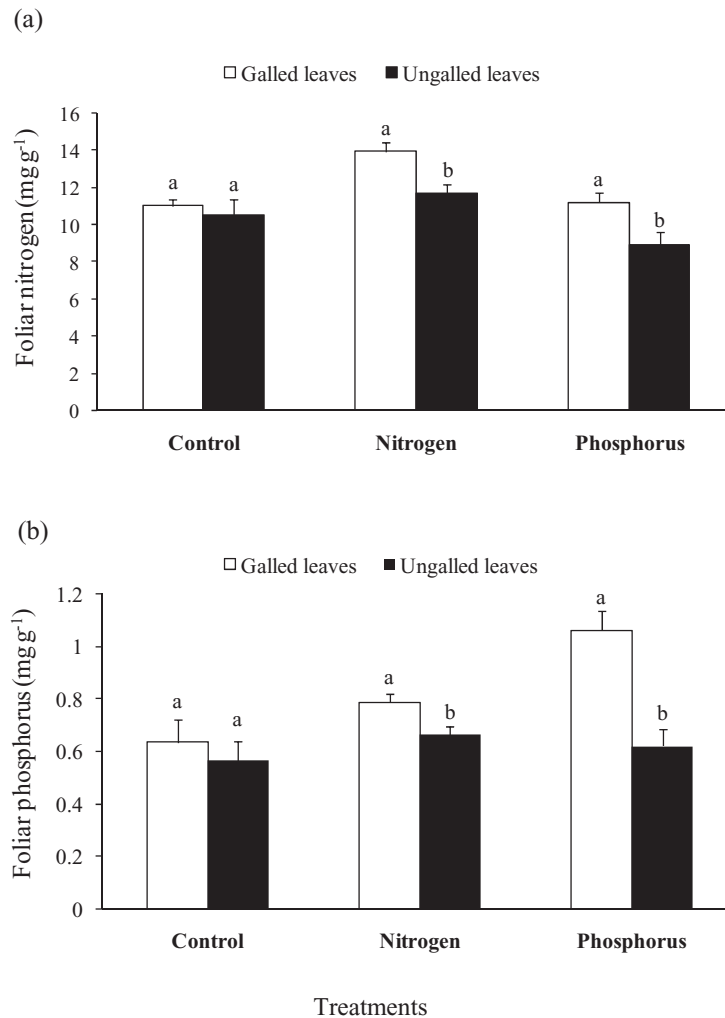 (a)
Galled leaves Ungalled leaves
Foliar nitrogen (mg g⁻¹)
16
14
12
10
8
6
4
2
0
a a a b a b
Control Nitrogen Phosphorus
(b)
Galled leaves Ungalled leaves
Foliar phosphorus (mg g⁻¹)
1.2
1
0.8
0.6
0.4
0.2
0
a a a b a b
Control Nitrogen Phosphorus
Treatments